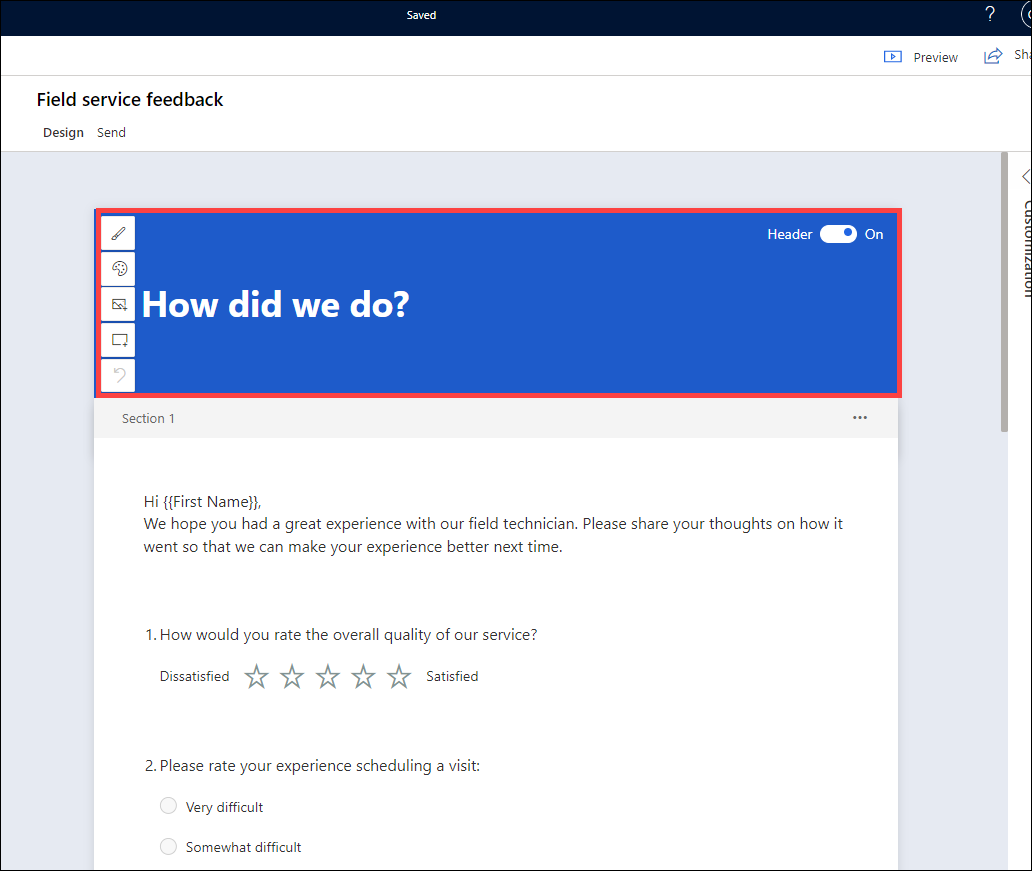 Saved
?
Preview
Field service feedback
Design Send
Customization
Header On
How did we do?
Section 1
Hi {{First Name}},
We hope you had a great experience with our field technician. Please share your thoughts on how it
went so that we can make your experience better next time.
1. How would you rate the overall quality of our service?
Dissatisfied Satisfied
2. Please rate your experience scheduling a visit:
Very difficult
Somewhat difficult